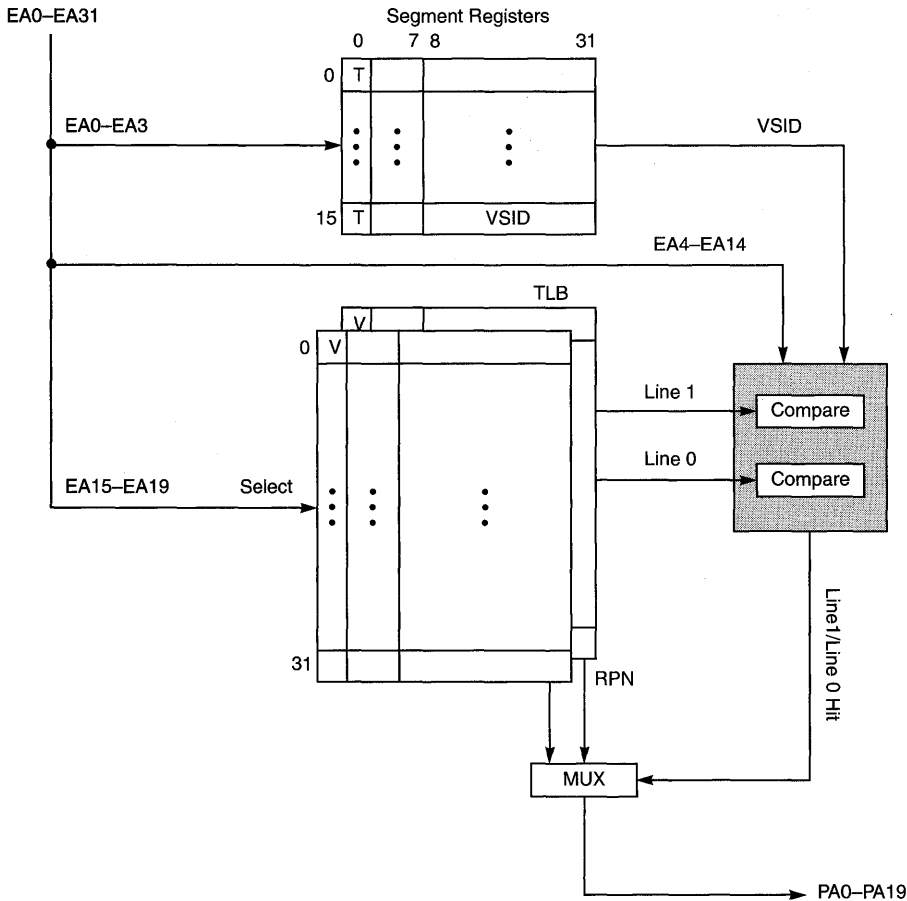 EA0–EA31
Segment Registers
0 7 8 31
0 T
EA0–EA3
VSID
15 T VSID
EA4–EA14
TLB
V
0 V
Line 1
Compare
Line 0
Compare
EA15–EA19 Select
Line1/Line 0 Hit
31
RPN
MUX
PA0–PA19